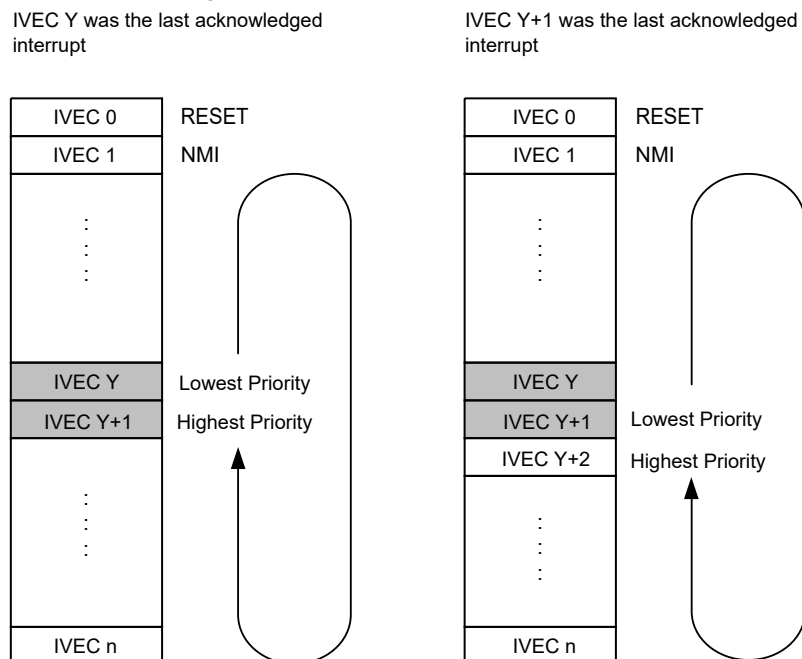 IVEC Y was the last acknowledged
interrupt
IVEC 0 RESET
IVEC 1 NMI
IVEC Y Lowest Priority
IVEC Y+1 Highest Priority
IVEC n
IVEC Y+1 was the last acknowledged
interrupt
IVEC 0 RESET
IVEC 1 NMI
IVEC Y
IVEC Y+1 Lowest Priority
IVEC Y+2 Highest Priority
IVEC n